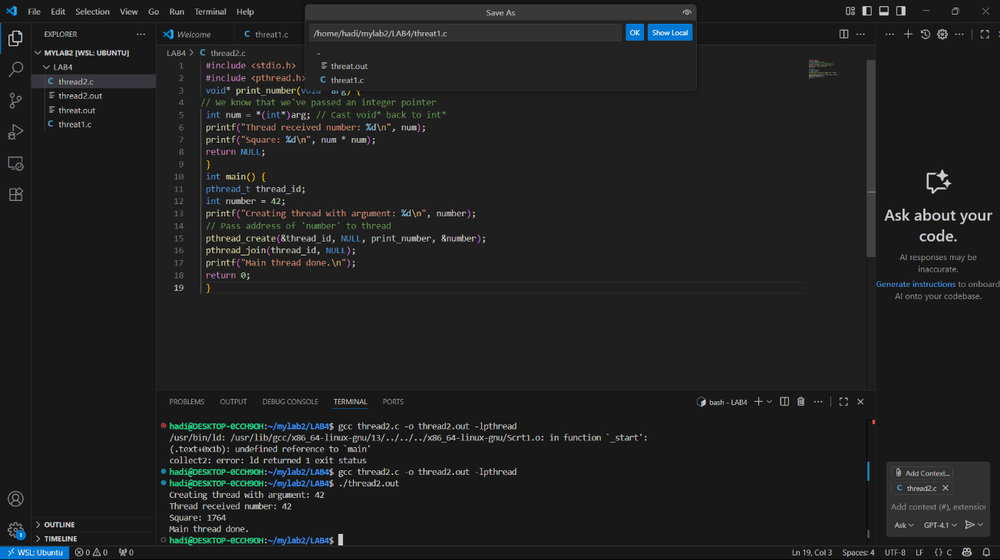 File Edit Selection View Go Run Terminal Help
Save As
/home/hadi/mylab2/LAB4/threat1.c
OK
Show Local
..
threat.out
C threat1.c
EXPLORER
MYLAB2 [WSL: UBUNTU]
LAB4
C thread2.c
thread2.out
threat.out
C threat1.c
OUTLINE
TIMELINE
Welcome
C threat1.c
LAB4 > C thread2.c
1 #include <stdio.h>
2 #include <pthread.h>
3 void* print_number(void* arg) {
4 // We know that we've passed an integer pointer
5 int num = *(int*)arg; // Cast void* back to int*
6 printf("Thread received number: %d\n", num);
7 printf("Square: %d\n", num * num);
8 return NULL;
9 }
10 int main() {
11 pthread_t thread_id;
12 int number = 42;
13 printf("Creating thread with argument: %d\n", number);
14 // Pass address of 'number' to thread
15 pthread_create(&thread_id, NULL, print_number, &number);
16 pthread_join(thread_id, NULL);
17 printf("Main thread done.\n");
18 return 0;
19 }
PROBLEMS OUTPUT DEBUG CONSOLE TERMINAL PORTS
bash - LAB4
hadi@DESKTOP-0CCH9OH:~/mylab2/LAB4$ gcc thread2.c -o thread2.out -lpthread
/usr/bin/ld: /usr/lib/gcc/x86_64-linux-gnu/13/../../../x86_64-linux-gnu/Scrt1.o: in function `_start':
(.text+0x1b): undefined reference to `main'
collect2: error: ld returned 1 exit status
hadi@DESKTOP-0CCH9OH:~/mylab2/LAB4$ gcc thread2.c -o thread2.out -lpthread
hadi@DESKTOP-0CCH9OH:~/mylab2/LAB4$ ./thread2.out
Creating thread with argument: 42
Thread received number: 42
Square: 1764
Main thread done.
hadi@DESKTOP-0CCH9OH:~/mylab2/LAB4$
Ask about your
code.
AI responses may be
inaccurate.
Generate instructions to onboard
AI onto your codebase.
Add Context...
C thread2.c
Add context (#), extension
Ask GPT-4.1
1
WSL: Ubuntu 0 0 0
Ln 19, Col 3 Spaces: 4 UTF-8 LF {} C